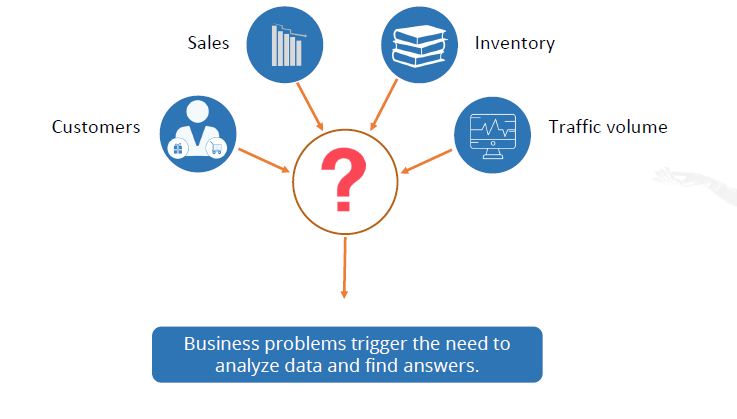 Sales
Inventory
Customers
Traffic volume
?
Business problems trigger the need to
analyze data and find answers.